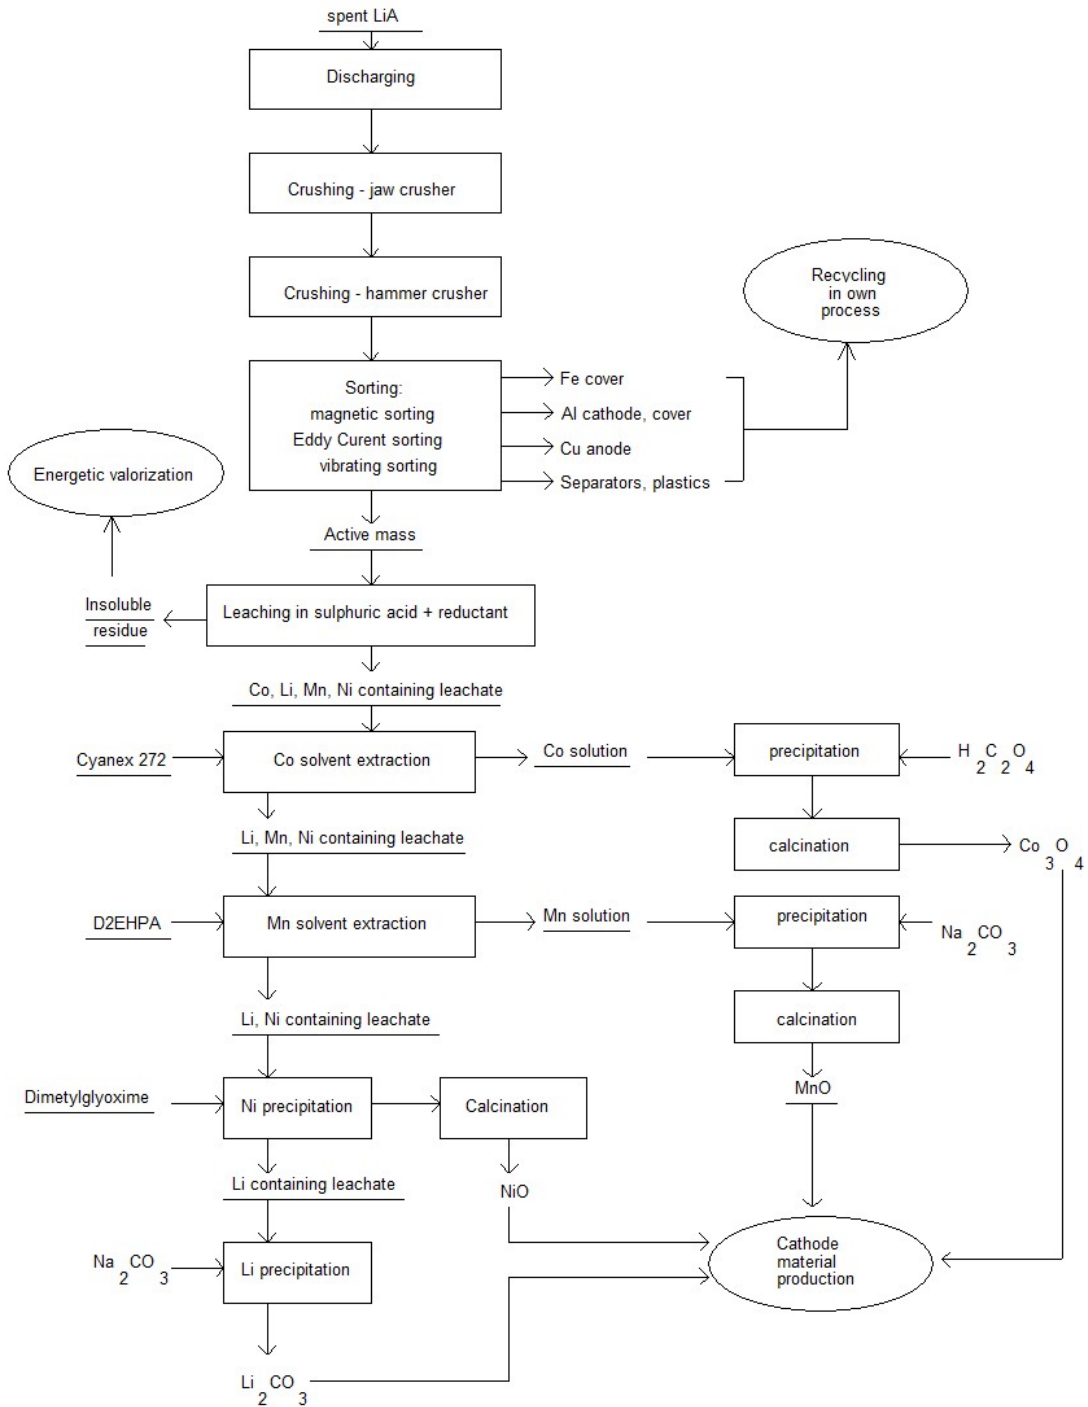 spent LiA
Discharging
Crushing - jaw crusher
Crushing - hammer crusher
Recycling
in own
process
Sorting:
magnetic sorting
Eddy Curent sorting
vibrating sorting
Fe cover
Al cathode, cover
Cu anode
Separators, plastics
Energetic valorization
Active mass
Leaching in sulphuric acid + reductant
Insoluble
residue
Co, Li, Mn, Ni containing leachate
Cyanex 272
Co solvent extraction
Co solution
precipitation
H2C2O4
calcination
Co3O4
Li, Mn, Ni containing leachate
D2EHPA
Mn solvent extraction
Mn solution
precipitation
Na2CO3
calcination
MnO
Li, Ni containing leachate
Dimetylglyoxime
Ni precipitation
Calcination
NiO
Li containing leachate
Na2CO3
Li precipitation
Cathode
material
production
Li2CO3